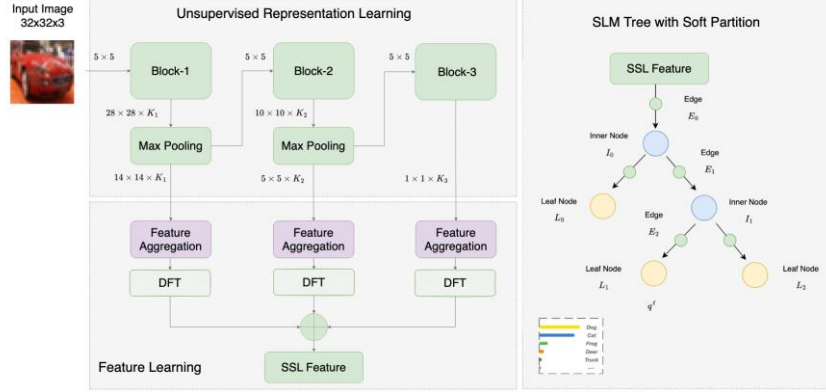 Input Image
32x32x3
Unsupervised Representation Learning
5 × 5
Block-1
5 × 5
Block-2
5 × 5
Block-3
28 × 28 × K₁
10 × 10 × K₂
Max Pooling
Max Pooling
14 × 14 × K₁
5 × 5 × K₂
1 × 1 × K₃
Feature
Aggregation
Feature
Aggregation
Feature
Aggregation
DFT
DFT
DFT
SSL Feature
Feature Learning
SLM Tree with Soft Partition
SSL Feature
Edge
E₀
Inner Node
I₀
Edge
E₁
Leaf Node
L₀
Inner Node
I₁
Edge
E₂
Leaf Node
L₁
Leaf Node
L₂
qˡ
Dog
Cat
Frog
Deer
Truck